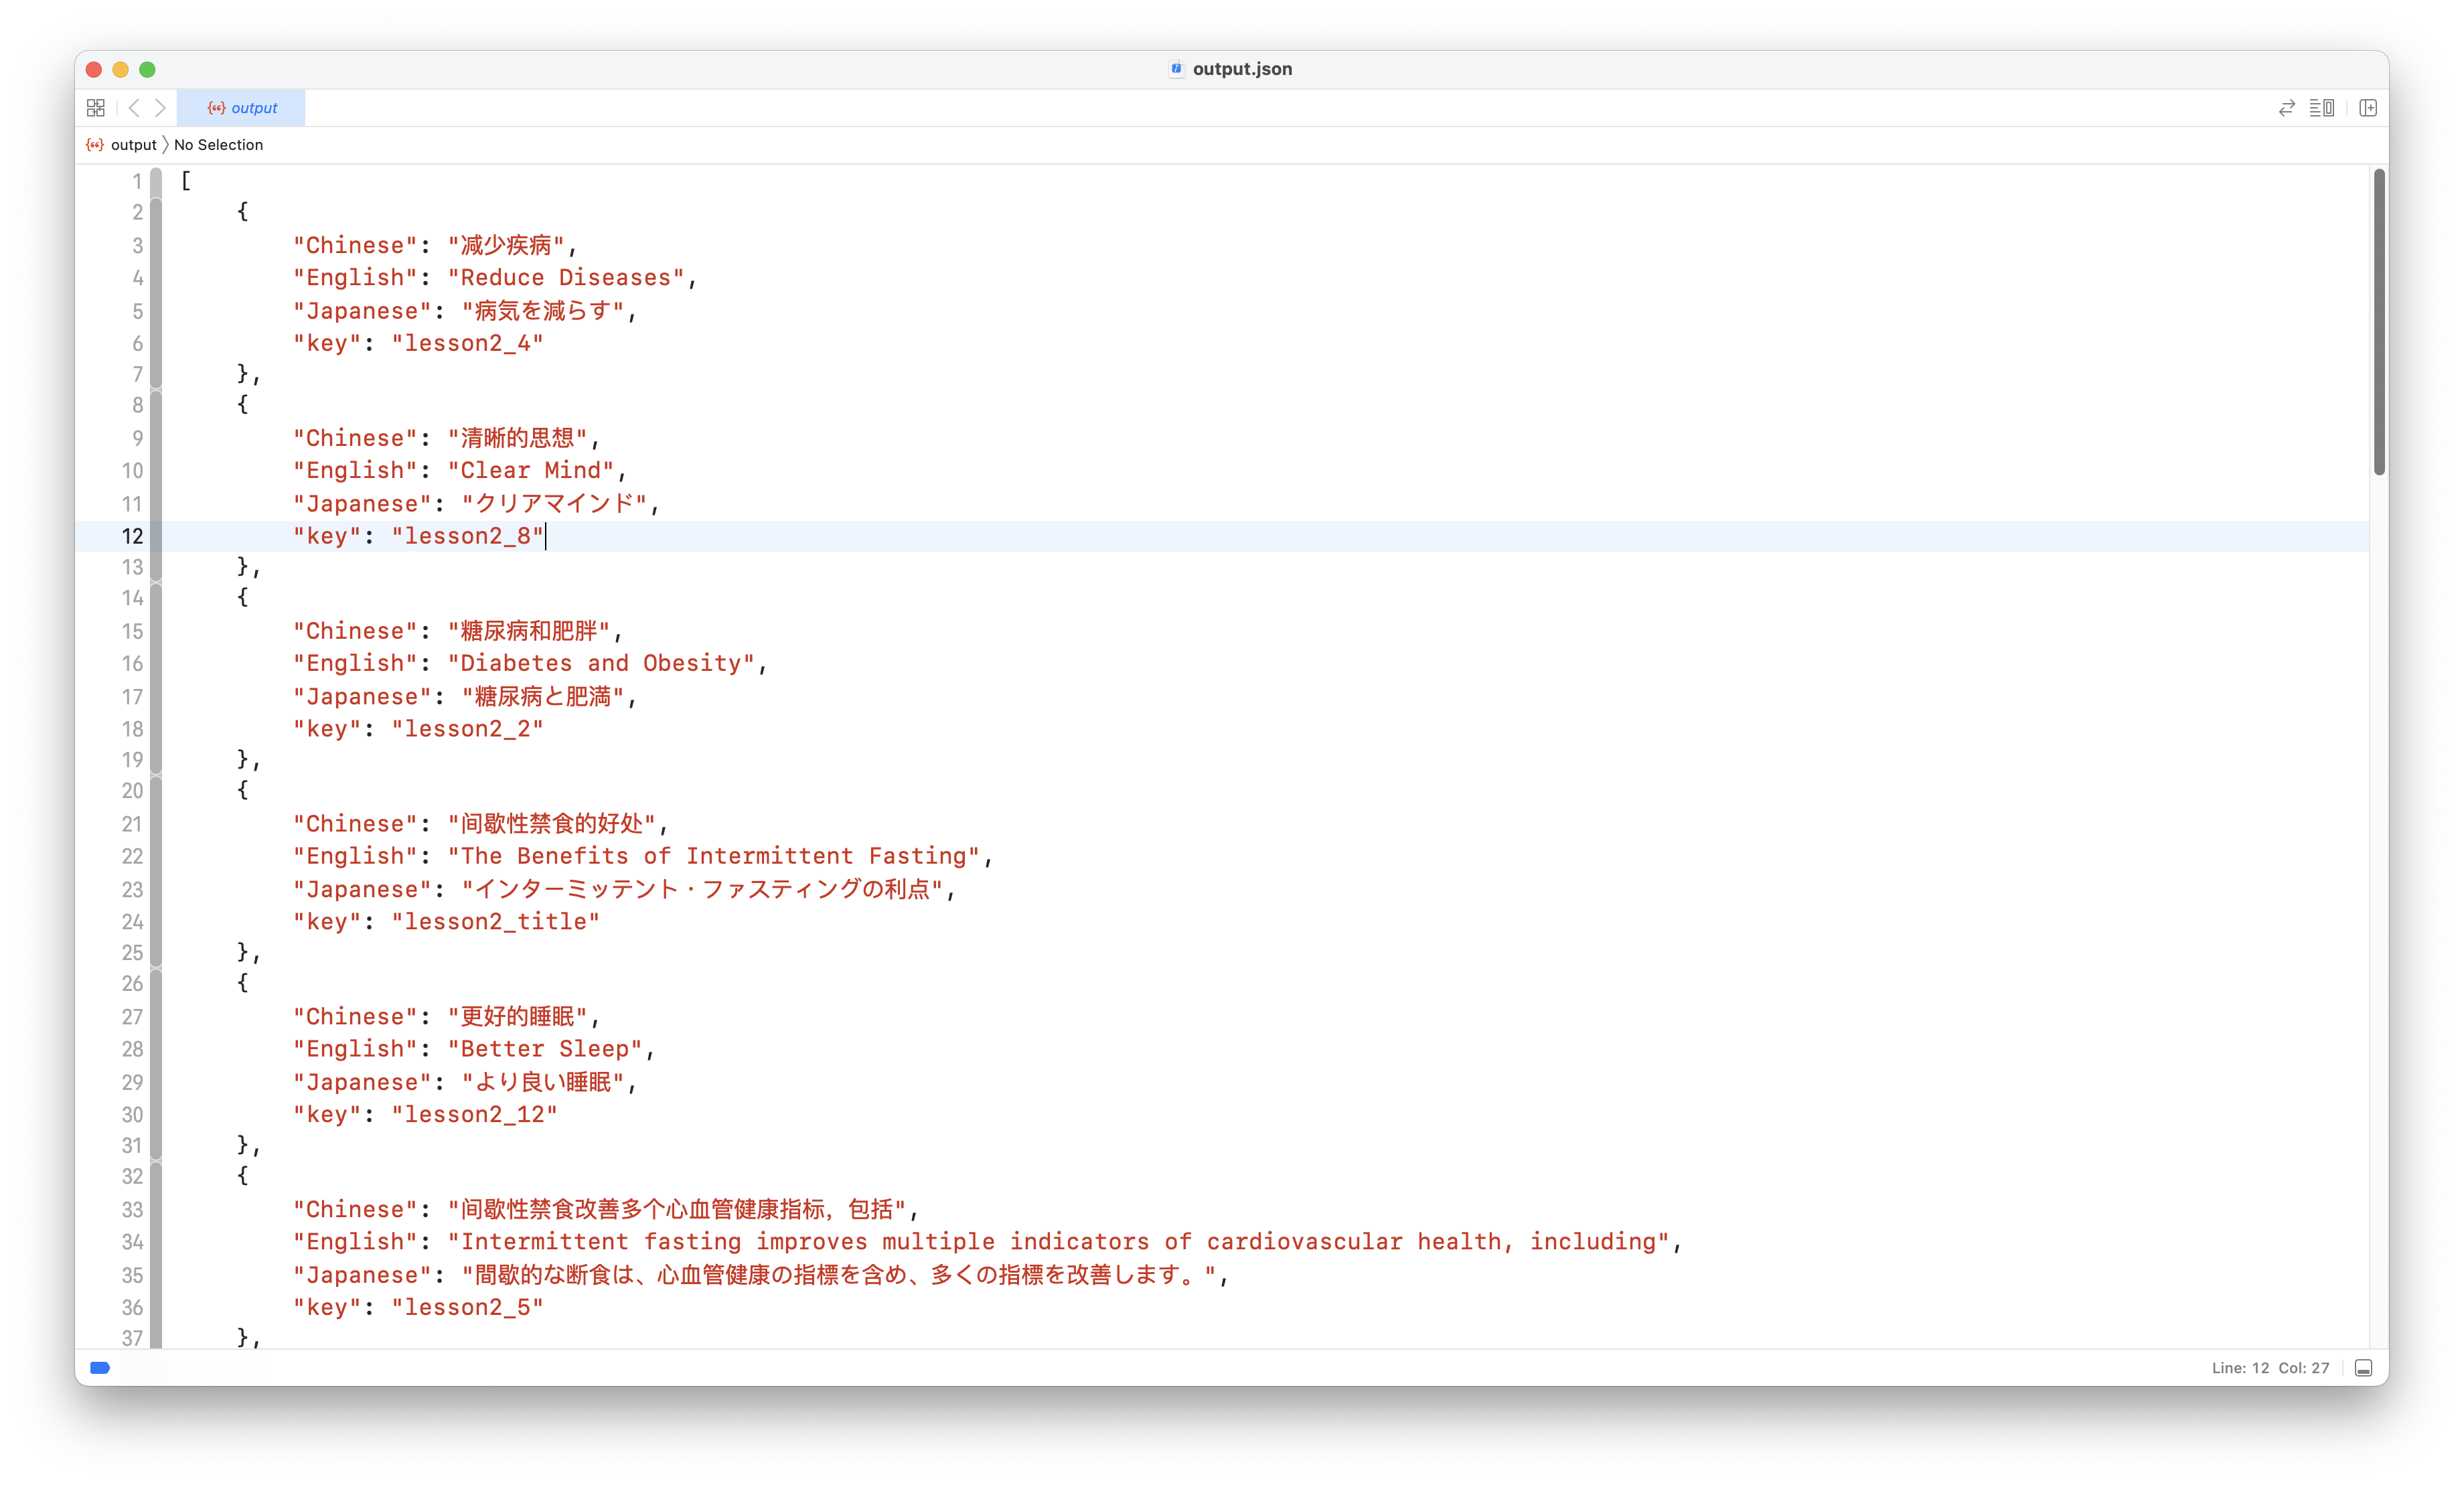 output.json
output
output 〉 No Selection
1 [
2 {
3 "Chinese": "减少疾病",
4 "English": "Reduce Diseases",
5 "Japanese": "病気を減らす",
6 "key": "lesson2_4"
7 },
8 {
9 "Chinese": "清晰的思想",
10 "English": "Clear Mind",
11 "Japanese": "クリアマインド",
12 "key": "lesson2_8"
13 },
14 {
15 "Chinese": "糖尿病和肥胖",
16 "English": "Diabetes and Obesity",
17 "Japanese": "糖尿病と肥満",
18 "key": "lesson2_2"
19 },
20 {
21 "Chinese": "间歇性禁食的好处",
22 "English": "The Benefits of Intermittent Fasting",
23 "Japanese": "インターミッテント・ファスティングの利点",
24 "key": "lesson2_title"
25 },
26 {
27 "Chinese": "更好的睡眠",
28 "English": "Better Sleep",
29 "Japanese": "より良い睡眠",
30 "key": "lesson2_12"
31 },
32 {
33 "Chinese": "间歇性禁食改善多个心血管健康指标，包括",
34 "English": "Intermittent fasting improves multiple indicators of cardiovascular health, including",
35 "Japanese": "間歇的な断食は、心血管健康の指標を含め、多くの指標を改善します。",
36 "key": "lesson2_5"
37 },
Line: 12 Col: 27